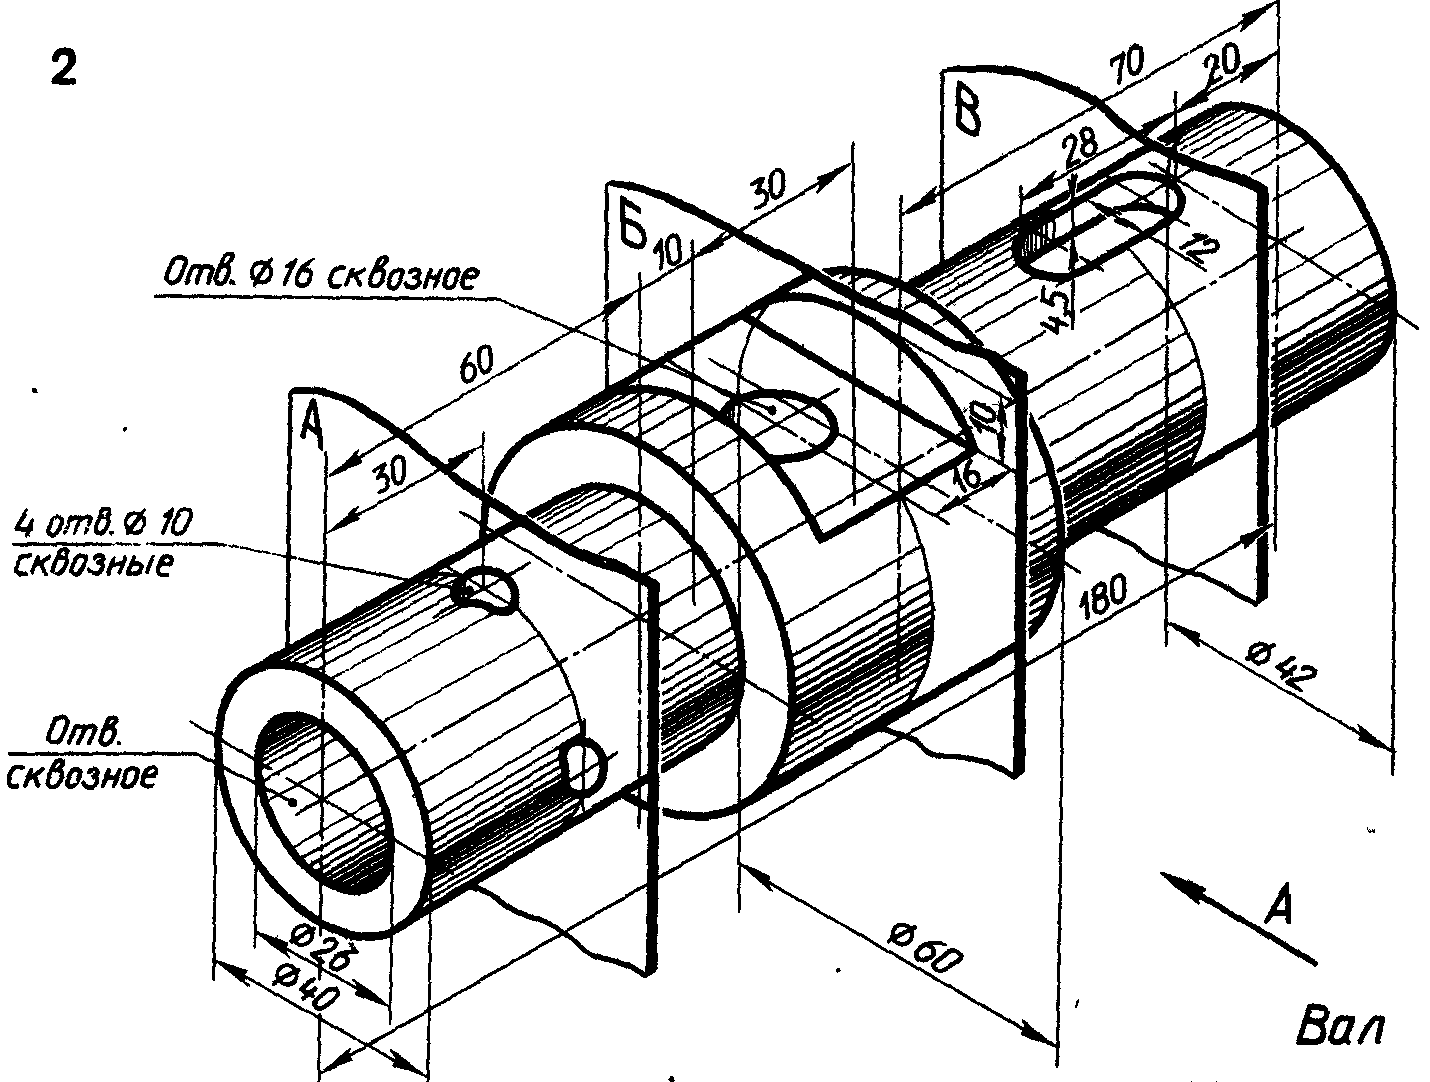 2
70
20
В
28
30
Б
10
12
Отв. ⌀ 16 сквозное
4,5
60
А
10
30
16
4 отв. ⌀ 10
сквозные
180
⌀ 42
Отв.
сквозное
⌀ 26
⌀ 60
А
⌀ 40
Вал